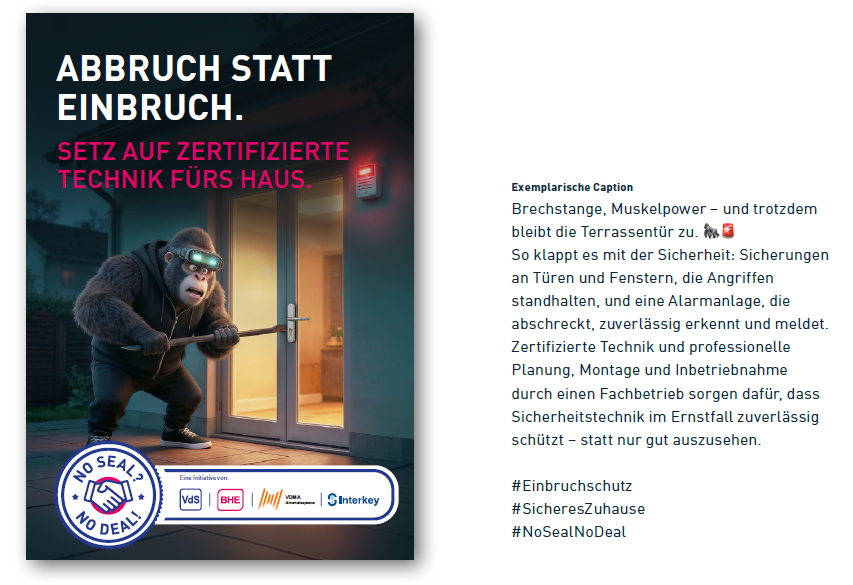 ABBRUCH STATT
EINBRUCH.
SETZ AUF ZERTIFIZIERTE
TECHNIK FÜRS HAUS.
NO SEAL?
NO DEAL!
Eine Initiative von:
VdS
BHE
VDMA
Sicherheitssysteme
Interkey
Exemplarische Caption
Brechstange, Muskelpower – und trotzdem
bleibt die Terrassentür zu. 🦍🚨
So klappt es mit der Sicherheit: Sicherungen
an Türen und Fenstern, die Angriffen
standhalten, und eine Alarmanlage, die
abschreckt, zuverlässig erkennt und meldet.
Zertifizierte Technik und professionelle
Planung, Montage und Inbetriebnahme
durch einen Fachbetrieb sorgen dafür, dass
Sicherheitstechnik im Ernstfall zuverlässig
schützt – statt nur gut auszusehen.
#Einbruchschutz
#SicheresZuhause
#NoSealNoDeal